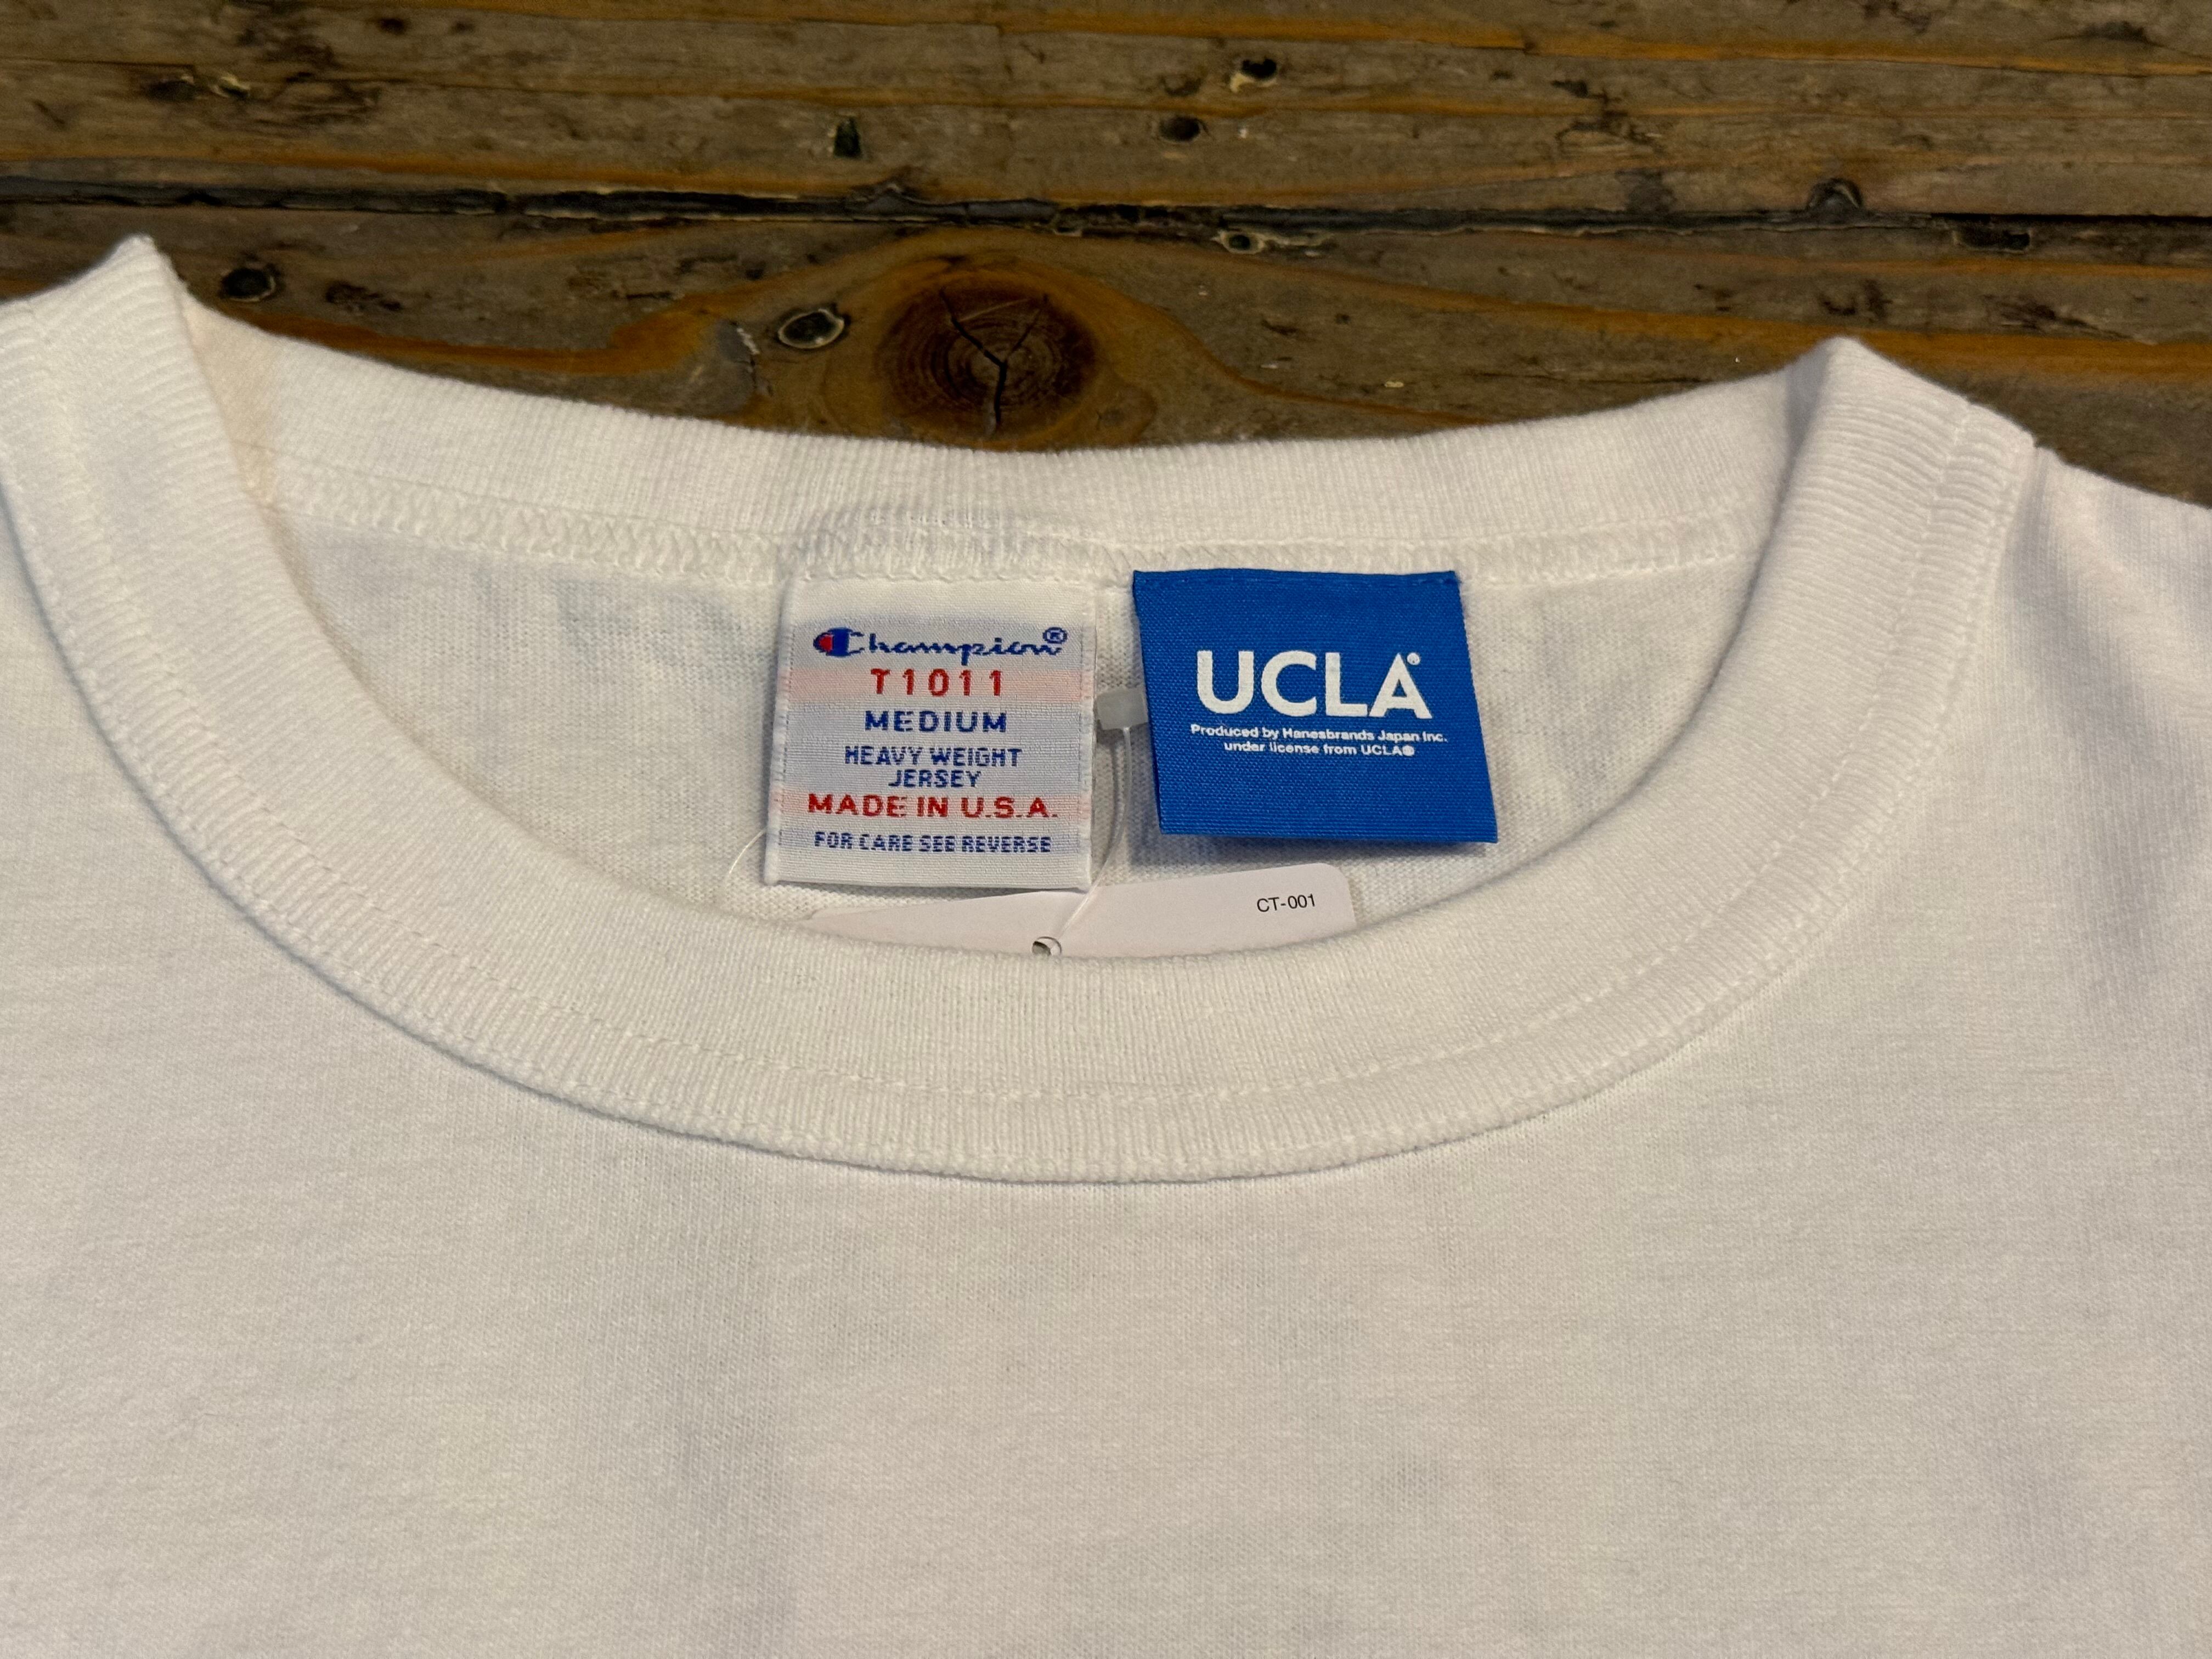 Champion®
T1011
MEDIUM
HEAVY WEIGHT
JERSEY
MADE IN U.S.A.
FOR CARE SEE REVERSE
UCLA®
Produced by Hanesbrands Japan Inc.
under license from UCLA®
CT-001